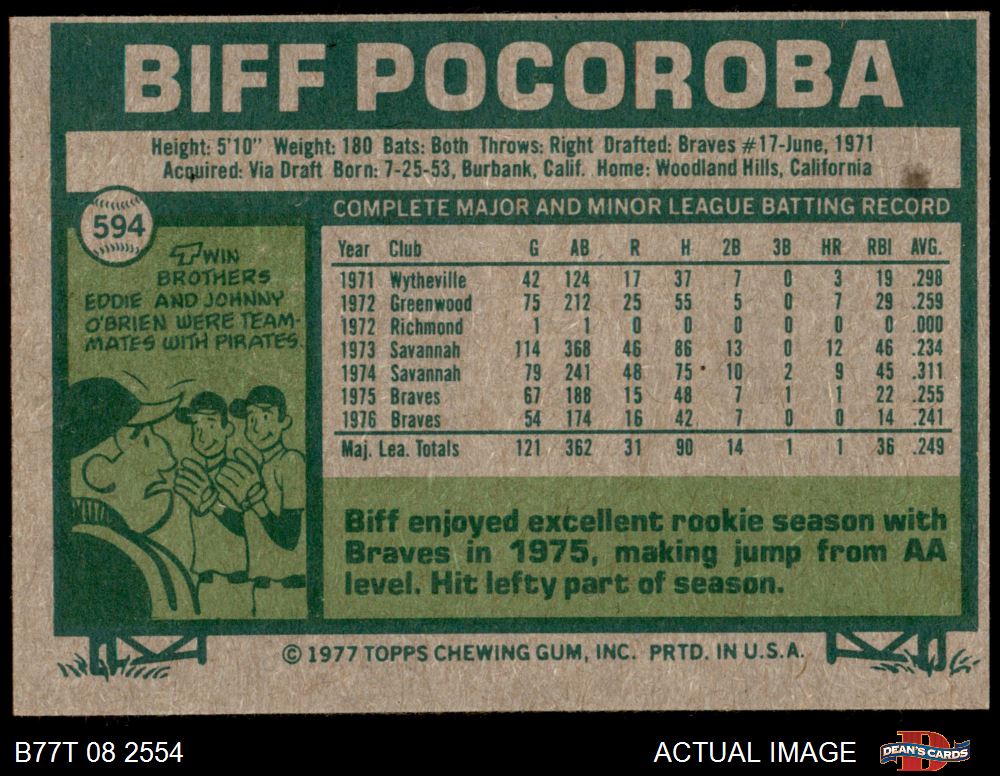 BIFF POCOROBA
Height: 5'10" Weight: 180 Bats: Both Throws: Right Drafted: Braves #17-June, 1971
Acquired: Via Draft Born: 7-25-53, Burbank, Calif. Home: Woodland Hills, California
594
TWIN
BROTHERS
EDDIE AND JOHNNY
O'BRIEN WERE TEAM-
MATES WITH PIRATES.
COMPLETE MAJOR AND MINOR LEAGUE BATTING RECORD
Year Club G AB R H 2B 3B HR RBI AVG.
1971 Wytheville 42 124 17 37 7 0 3 19 .298
1972 Greenwood 75 212 25 55 5 0 7 29 .259
1972 Richmond 1 1 0 0 0 0 0 0 .000
1973 Savannah 114 368 46 86 13 0 12 46 .234
1974 Savannah 79 241 48 75 10 2 9 45 .311
1975 Braves 67 188 15 48 7 1 1 22 .255
1976 Braves 54 174 16 42 7 0 0 14 .241
Maj. Lea. Totals 121 362 31 90 14 1 1 36 .249
Biff enjoyed excellent rookie season with
Braves in 1975, making jump from AA
level. Hit lefty part of season.
© 1977 TOPPS CHEWING GUM, INC. PRTD. IN U.S.A.
B77T 08 2554
ACTUAL IMAGE
D
DEAN'S CARDS